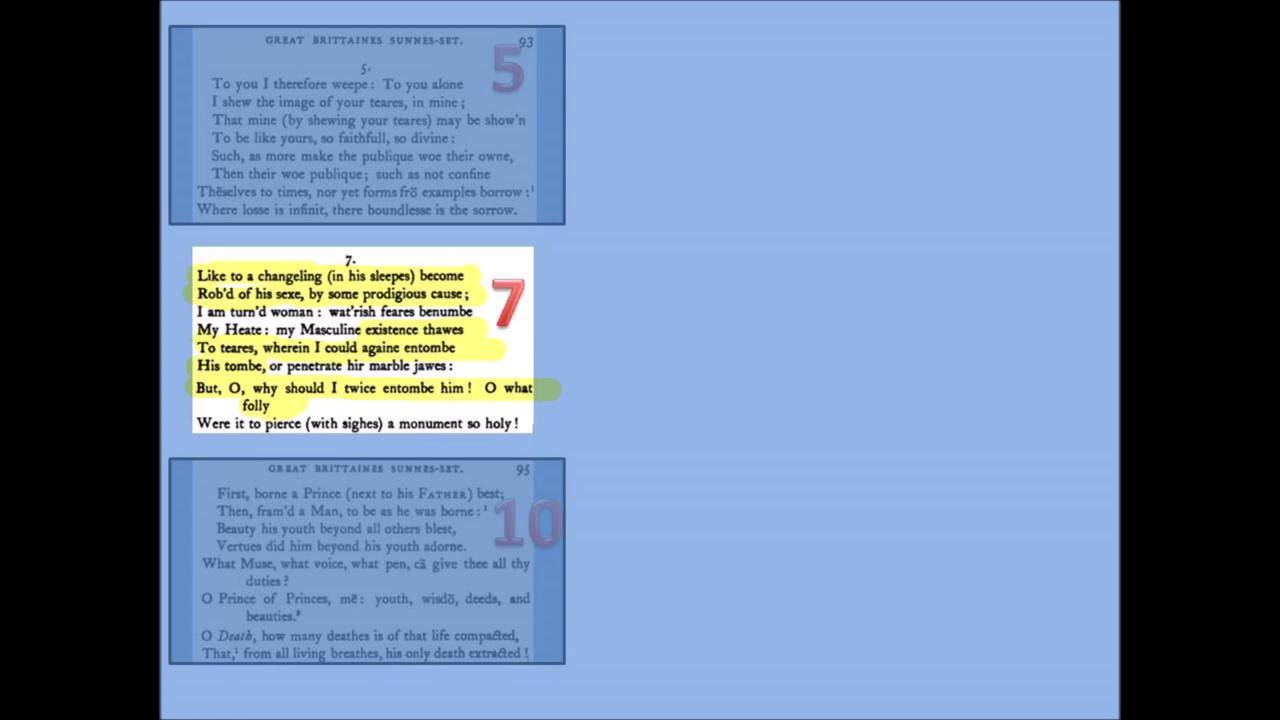 GREAT BRITTAINES SUNNES-SET. 93
5.
5
To you I therefore weepe: To you alone
I shew the image of your teares, in mine;
That mine (by shewing your teares) may be show'n
To be like yours, so faithfull, so divine:
Such, as more make the publique woe their owne,
Then their woe publique; such as not confine
Thēselves to times, nor yet forms frō examples borrow:¹
Where losse is infinit, there boundlesse is the sorrow.
7.
7
Like to a changeling (in his sleepes) become
Rob'd of his sexe, by some prodigious cause;
I am turn'd woman: wat'rish feares benumbe
My Heate: my Masculine existence thawes
To teares, wherein I could againe entombe
His tombe, or penetrate hir marble jawes:
But, O, why should I twice entombe him! O what
folly
Were it to pierce (with sighes) a monument so holy!
GREAT BRITTAINES SUNNES-SET. 95
10
First, borne a Prince (next to his FATHER) best;
Then, fram'd a Man, to be as he was borne:¹
Beauty his youth beyond all others blest,
Vertues did him beyond his youth adorne.
What Muse, what voice, what pen, cā give thee all thy
duties?
O Prince of Princes, mē: youth, wisdō, deeds, and
beauties.²
O Death, how many deathes is of that life compacted,
That,¹ from all living breathes, his only death extracted!